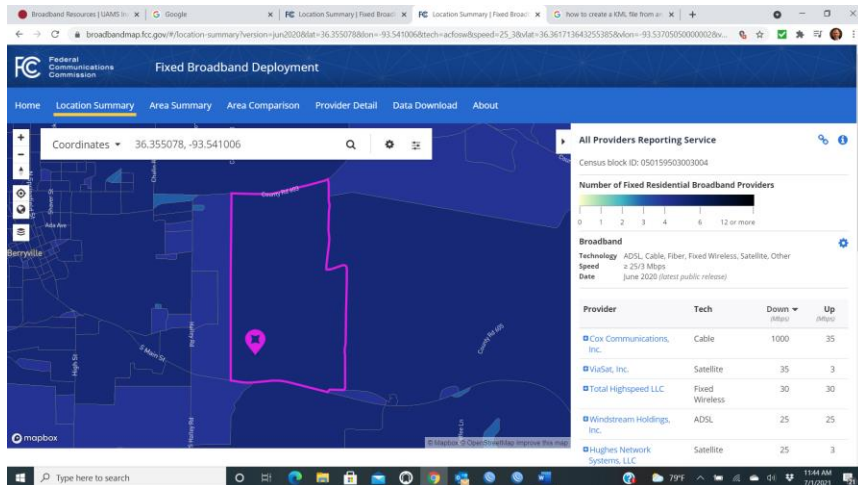 Broadband Resources | UAMS In
Google
Location Summary | Fixed Broad
Location Summary | Fixed Broad
how to create a KML file from a
broadbandmap.fcc.gov/#/location-summary?version=jun2020&lat=36.355078&lon=-93.541006&tech=acfosw&speed=25_3&vlat=36.361713643255385&vlon=-93.53705050000002&
FC
Federal
Communications
Commission
Fixed Broadband Deployment
Home Location Summary Area Summary Area Comparison Provider Detail Data Download About
Coordinates 36.355078, -93.541006
County Rd 603
Ada Ave
Berryville
S Main St
High St
County Rd 605
mapbox
© Mapbox © OpenStreetMap Improve this map
All Providers Reporting Service
Census block ID: 050159503003004
Number of Fixed Residential Broadband Providers
0 1 2 3 4 6 12 or more
Broadband
Technology ADSL, Cable, Fiber, Fixed Wireless, Satellite, Other
Speed ≥ 25/3 Mbps
Date June 2020 (latest public release)
Provider Tech Down Up
(Mbps) (Mbps)
Cox Communications, Cable 1000 35
Inc.
ViaSat, Inc. Satellite 35 3
Total Highspeed LLC Fixed 30 30
Wireless
Windstream Holdings, ADSL 25 25
Inc.
Hughes Network Satellite 25 3
Systems, LLC
Type here to search
79°F
11:44 AM
7/1/2021